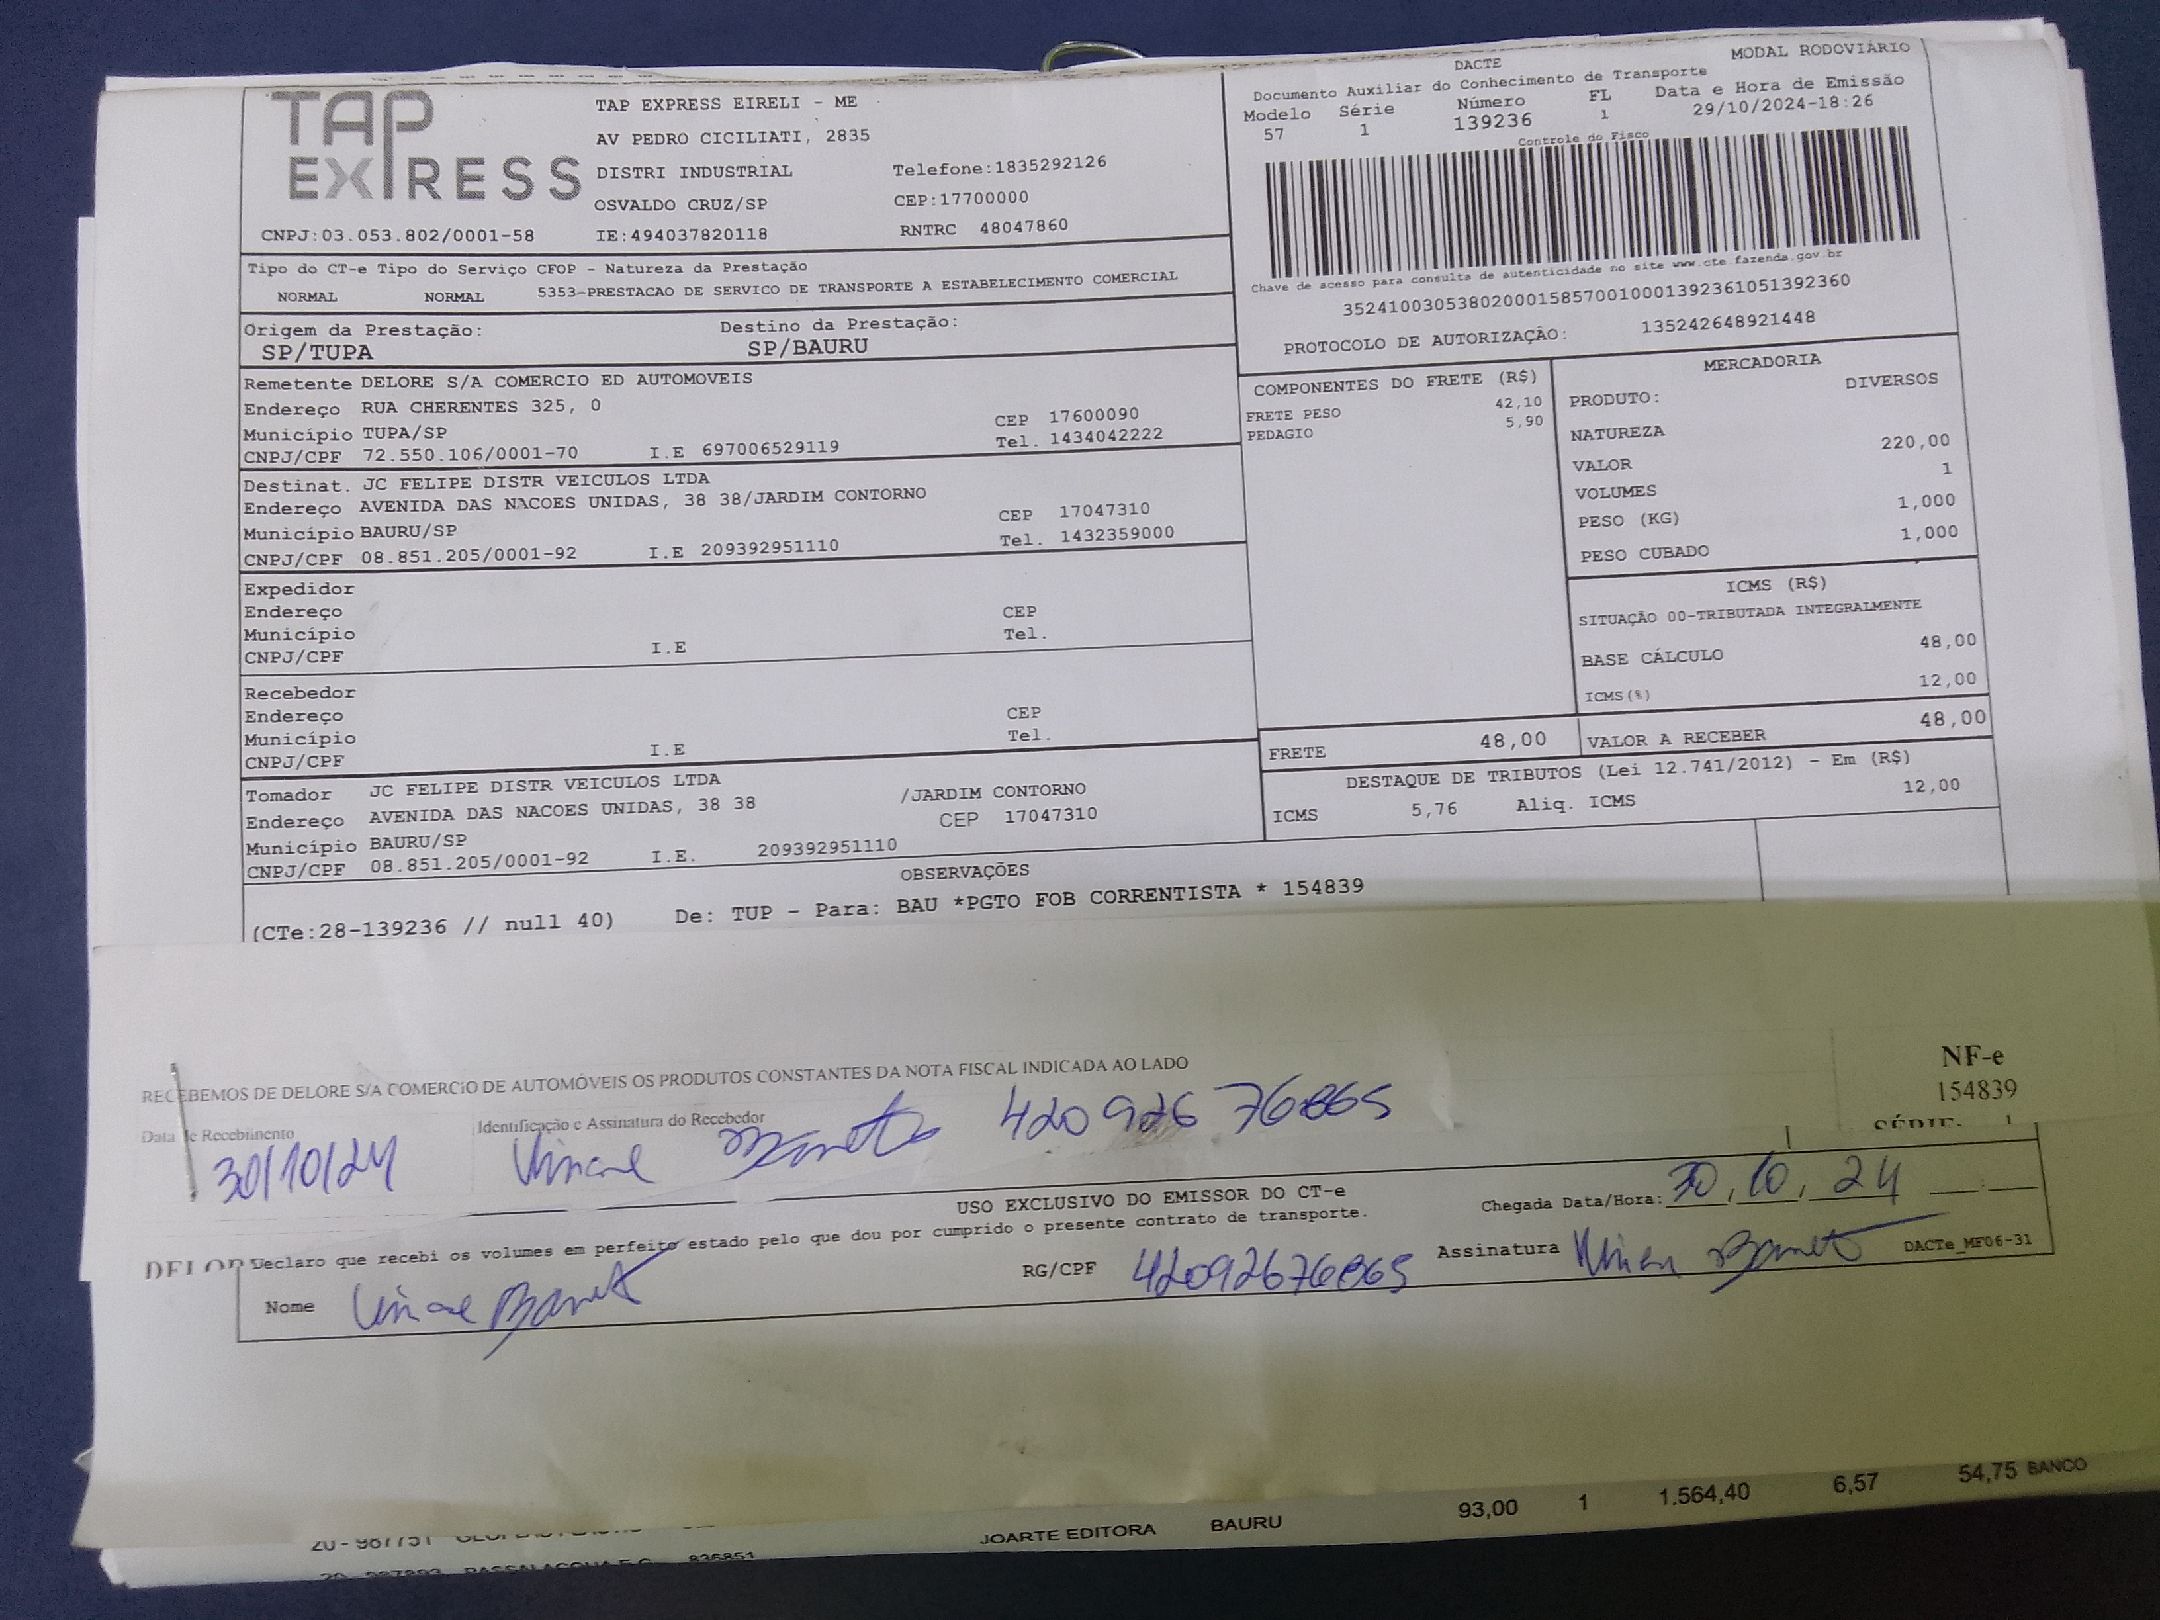 TAP
EXPRESS
TAP EXPRESS EIRELI - ME
AV PEDRO CICILIATI, 2835
DISTRI INDUSTRIAL Telefone:1835292126
OSVALDO CRUZ/SP CEP:17700000
CNPJ:03.053.802/0001-58 IE:494037820118 RNTRC 48047860
DACTE MODAL RODOVIÁRIO
Documento Auxiliar do Conhecimento de Transporte
Modelo Série Número FL Data e Hora de Emissão
57 1 139236 1 29/10/2024-18:26
Controle do Fisco
Chave de acesso para consulta de autenticidade no site www.cte.fazenda.gov.br
35241003053802000158570010001392361051392360
PROTOCOLO DE AUTORIZAÇÃO: 135242648921448
Tipo do CT-e Tipo do Serviço CFOP - Natureza da Prestação
NORMAL NORMAL 5353-PRESTACAO DE SERVICO DE TRANSPORTE A ESTABELECIMENTO COMERCIAL
Origem da Prestação: Destino da Prestação:
SP/TUPA SP/BAURU
Remetente DELORE S/A COMERCIO ED AUTOMOVEIS
Endereço RUA CHERENTES 325, 0 CEP 17600090
Município TUPA/SP Tel. 1434042222
CNPJ/CPF 72.550.106/0001-70 I.E 697006529119
Destinat. JC FELIPE DISTR VEICULOS LTDA
Endereço AVENIDA DAS NACOES UNIDAS, 38 38/JARDIM CONTORNO
Município BAURU/SP CEP 17047310
CNPJ/CPF 08.851.205/0001-92 I.E 209392951110 Tel. 1432359000
Expedidor
Endereço CEP
Município Tel.
CNPJ/CPF I.E
Recebedor
Endereço CEP
Município Tel.
CNPJ/CPF I.E
Tomador JC FELIPE DISTR VEICULOS LTDA
Endereço AVENIDA DAS NACOES UNIDAS, 38 38 /JARDIM CONTORNO
Município BAURU/SP CEP 17047310
CNPJ/CPF 08.851.205/0001-92 I.E. 209392951110
COMPONENTES DO FRETE (R$)
FRETE PESO 42,10
PEDAGIO 5,90
MERCADORIA
PRODUTO: DIVERSOS
NATUREZA
VALOR 220,00
VOLUMES 1
PESO (KG) 1,000
PESO CUBADO 1,000
ICMS (R$)
SITUAÇÃO 00-TRIBUTADA INTEGRALMENTE
BASE CÁLCULO 48,00
ICMS(%) 12,00
FRETE 48,00 VALOR A RECEBER 48,00
DESTAQUE DE TRIBUTOS (Lei 12.741/2012) - Em (R$)
ICMS 5,76 Aliq. ICMS 12,00
OBSERVAÇÕES
(CTe:28-139236 // null 40) De: TUP - Para: BAU *PGTO FOB CORRENTISTA * 154839
RECEBEMOS DE DELORE S/A COMERCIO DE AUTOMÓVEIS OS PRODUTOS CONSTANTES DA NOTA FISCAL INDICADA AO LADO
NF-e
154839
SÉRIE: 1
Data de Recebimento Identificação e Assinatura do Recebedor
30/10/24 42092676865
USO EXCLUSIVO DO EMISSOR DO CT-e
Declaro que recebi os volumes em perfeito estado pelo que dou por cumprido o presente contrato de transporte.
Chegada Data/Hora: 30, 10, 24
Nome RG/CPF 42092676865 Assinatura DACTe_MF06-31
JOARTE EDITORA BAURU 93,00 1 1.564,40 6,57 54,75 BANCO
836851